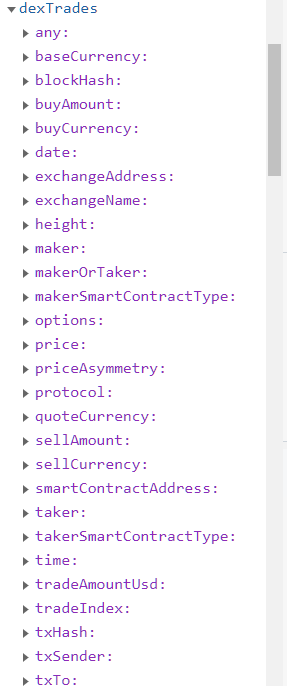 dexTrades
any:
baseCurrency:
blockHash:
buyAmount:
buyCurrency:
date:
exchangeAddress:
exchangeName:
height:
maker:
makerOrTaker:
makerSmartContractType:
options:
price:
priceAsymmetry:
protocol:
quoteCurrency:
sellAmount:
sellCurrency:
smartContractAddress:
taker:
takerSmartContractType:
time:
tradeAmountUsd:
tradeIndex:
txHash:
txSender:
txTo: